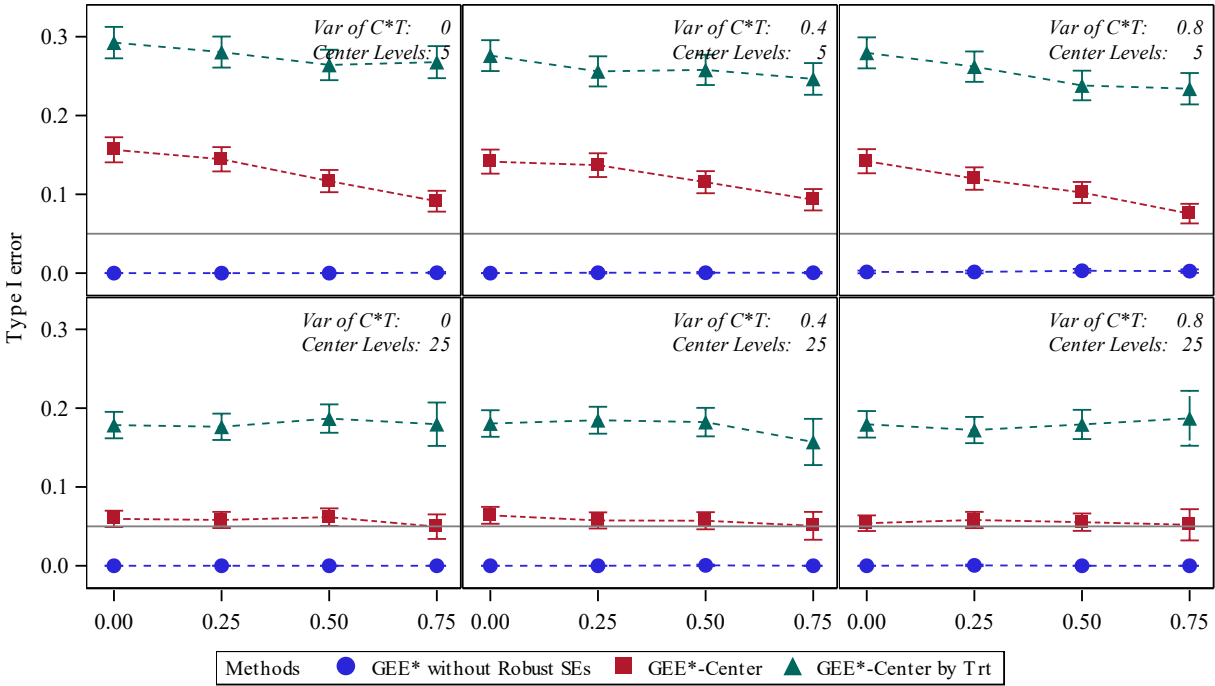 Var of C*T: 0
Center Levels: 5
Var of C*T: 0.4
Center Levels: 5
Var of C*T: 0.8
Center Levels: 5
0.3
0.2
0.1
0.0
Type I error
Var of C*T: 0
Center Levels: 25
Var of C*T: 0.4
Center Levels: 25
Var of C*T: 0.8
Center Levels: 25
0.3
0.2
0.1
0.0
0.00 0.25 0.50 0.75 0.00 0.25 0.50 0.75 0.00 0.25 0.50 0.75
Methods GEE* without Robust SEs GEE*-Center GEE*-Center by Trt